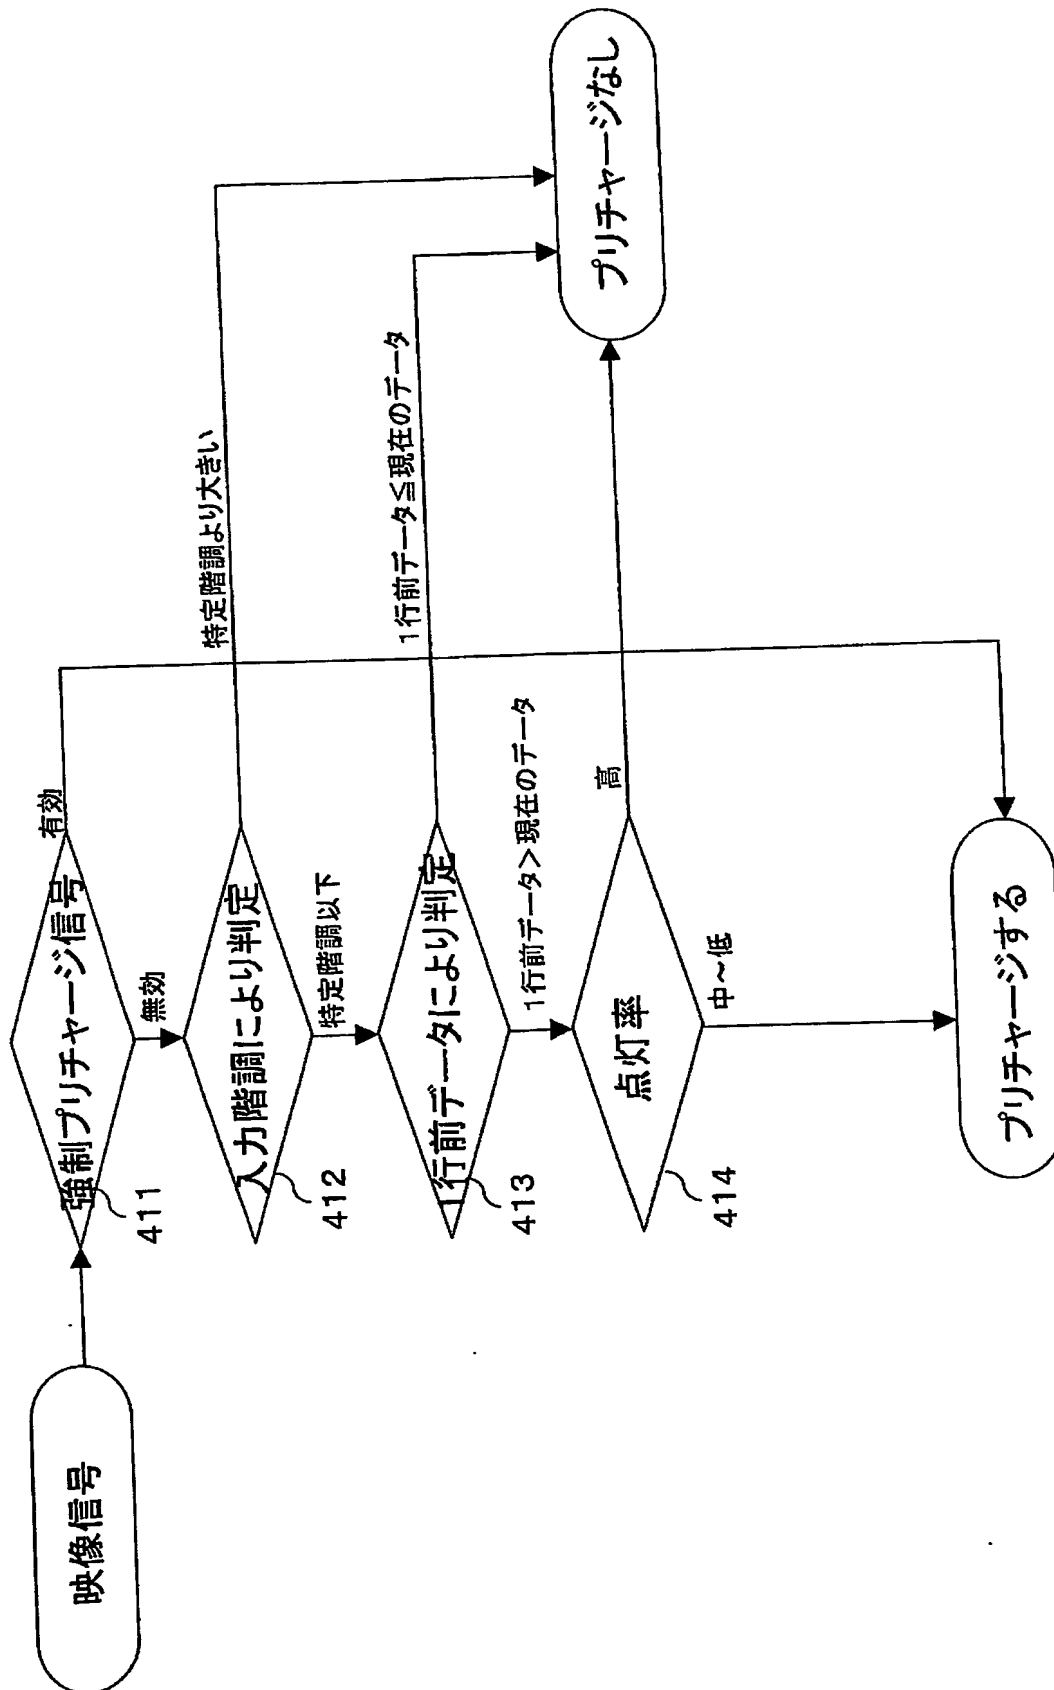 映像信号
強制プリチャージ信号
411
有効
無効
入力階調により判定
412
特定階調より大きい
特定階調以下
1行前データにより判定
413
1行前データ≦現在のデータ
1行前データ>現在のデータ
点灯率
414
高
中~低
プリチャージなし
プリチャージする